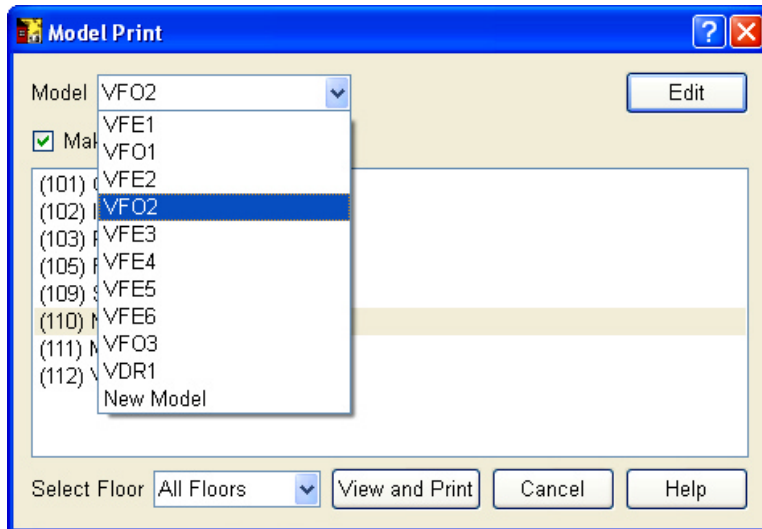 Model Print
Model VFO2 Edit
VFE1
VFO1
VFE2
VFO2
VFE3
VFE4
VFE5
VFE6
VFO3
VDR1
New Model
(101)
(102)
(103)
(105)
(109)
(110)
(111)
(112)
Select Floor All Floors View and Print Cancel Help